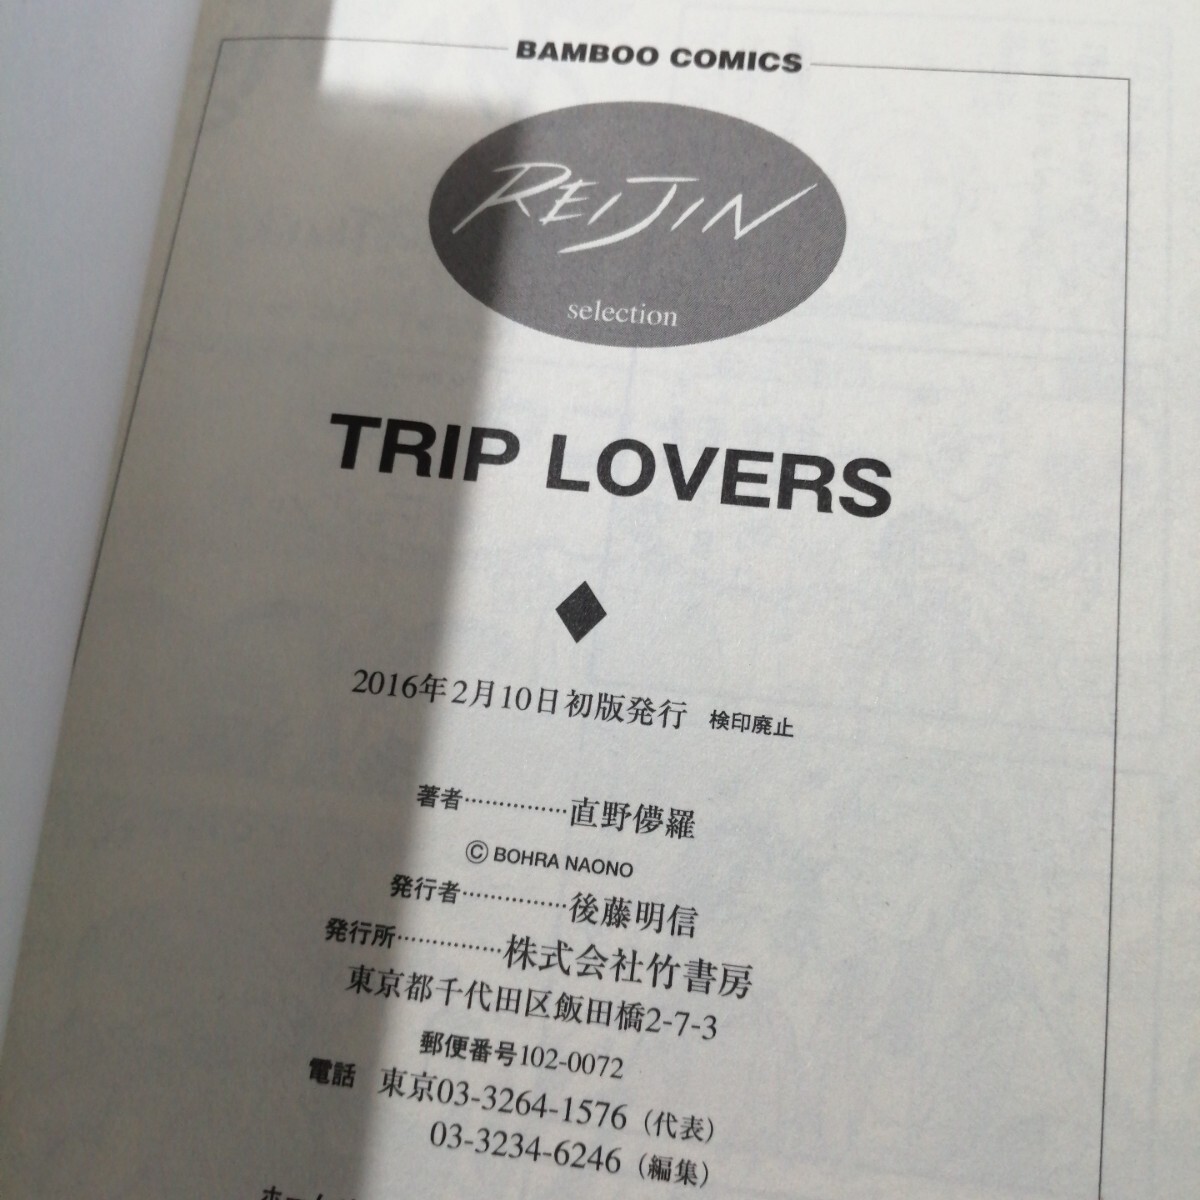 BAMBOO COMICS
REIJIN
selection
TRIP LOVERS
2016年2月10日初版発行 検印廃止
著者……………直野儚羅
© BOHRA NAONO
発行者……………後藤明信
発行所……………株式会社竹書房
東京都千代田区飯田橋2-7-3
郵便番号102-0072
電話 東京03-3264-1576 (代表)
03-3234-6246 (編集)